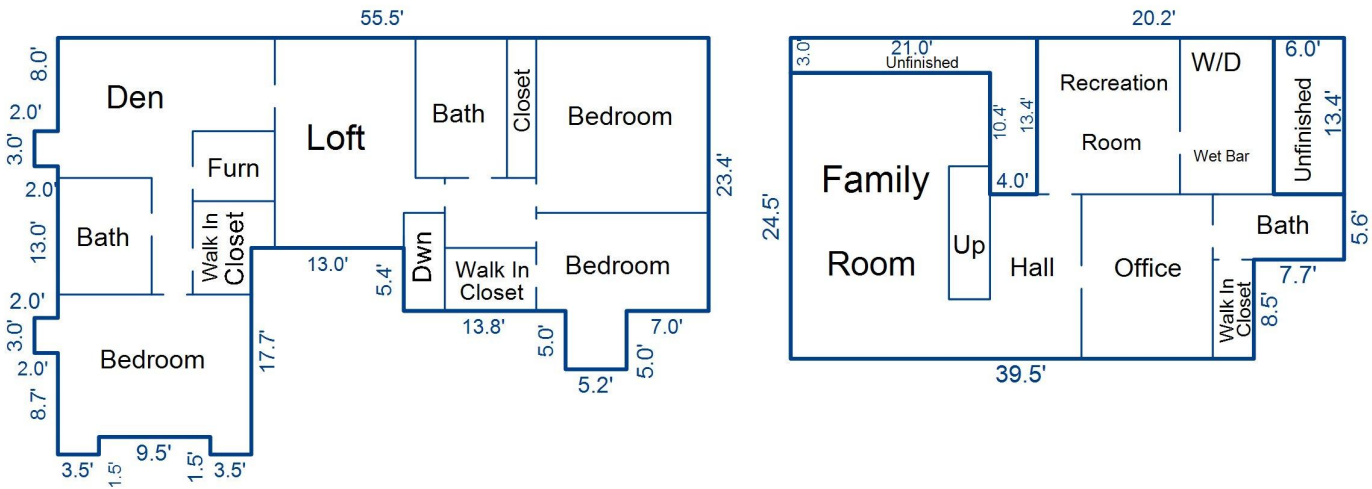 55.5'
8.0'
2.0'
3.0'
2.0'
13.0'
2.0'
3.0'
2.0'
8.7'
3.5'
1.5'
9.5'
1.5'
3.5'
17.7'
13.0'
5.4'
13.8'
5.0'
5.2'
5.0'
7.0'
23.4'
Den
Loft
Furn
Bath
Walk In
Closet
Bedroom
Bath
Closet
Bedroom
Dwn
Walk In
Closet
Bedroom
20.2'
3.0'
21.0'
Unfinished
10.4'
13.4'
4.0'
24.5'
39.5'
6.0'
13.4'
5.6'
7.7'
8.5'
Recreation
Room
W/D
Wet Bar
Unfinished
Family
Room
Up
Hall
Office
Bath
Walk In
Closet